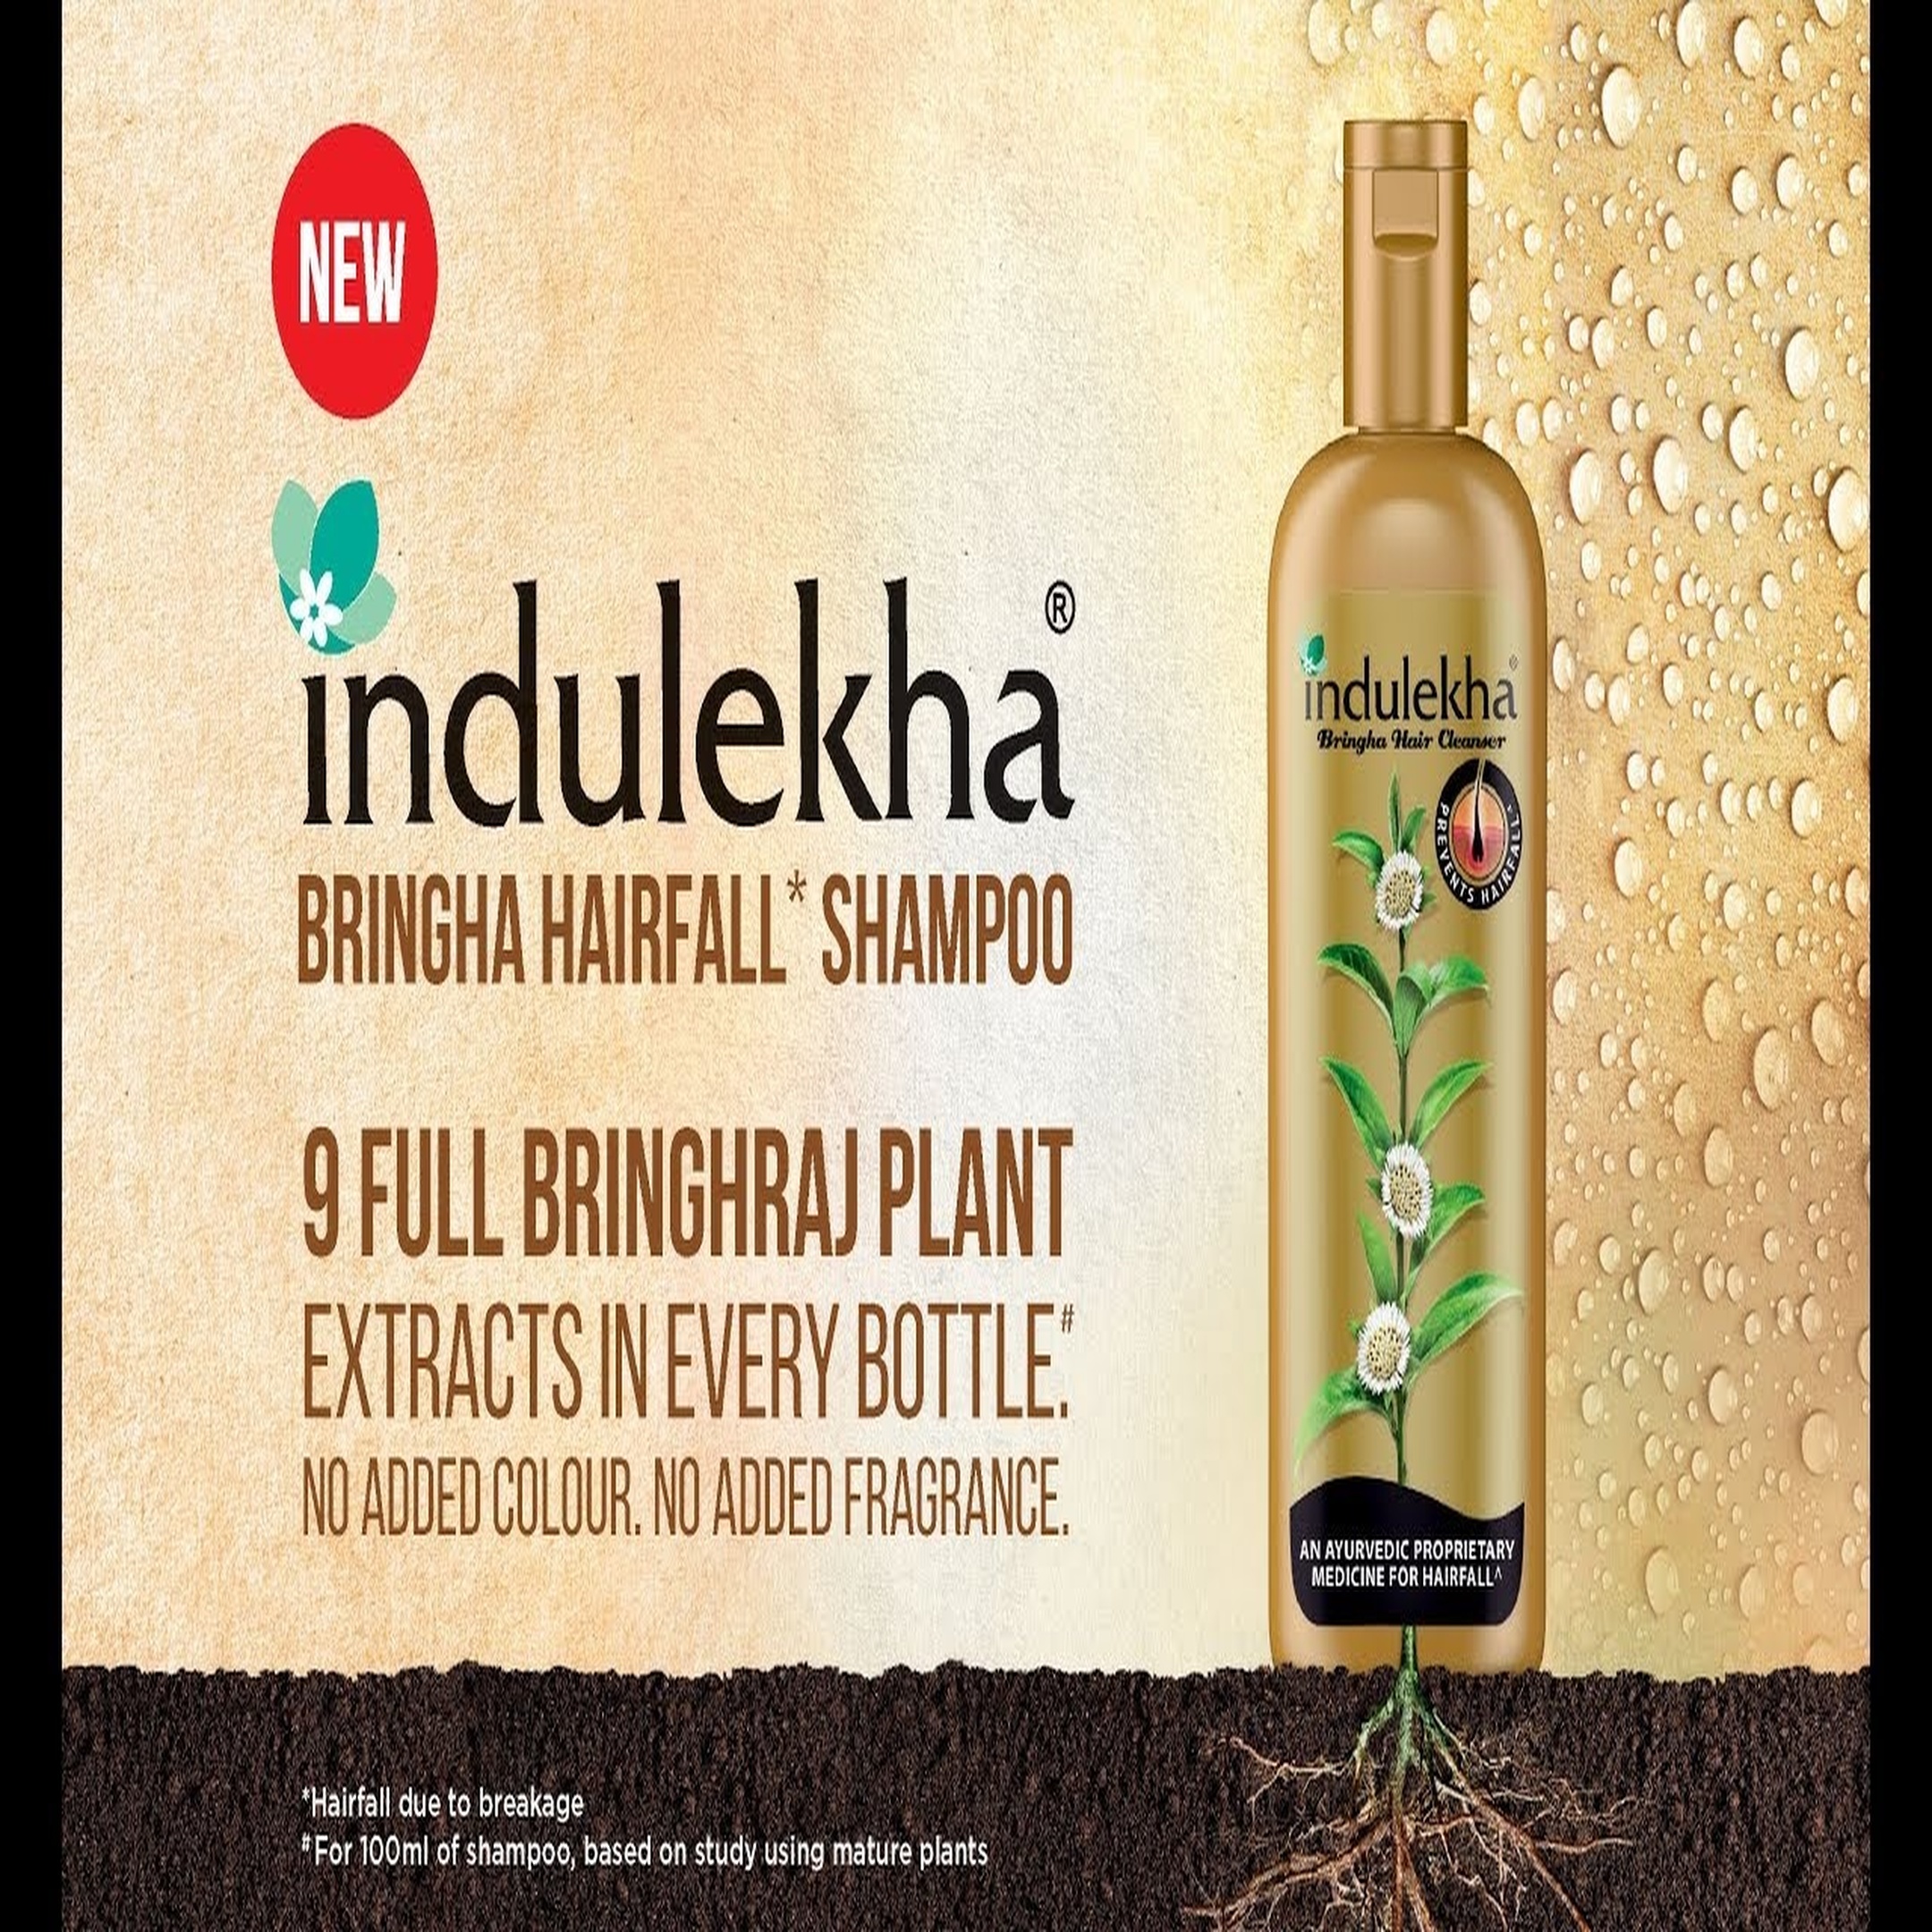 NEW
indulekha®
BRINGHA HAIRFALL* SHAMPOO
9 FULL BRINGHRAJ PLANT
EXTRACTS IN EVERY BOTTLE.#
NO ADDED COLOUR. NO ADDED FRAGRANCE.
*Hairfall due to breakage
#For 100ml of shampoo, based on study using mature plants
indulekha®
Bringha Hair Cleanser
PREVENTS HAIRFALL^
AN AYURVEDIC PROPRIETARY
MEDICINE FOR HAIRFALL^